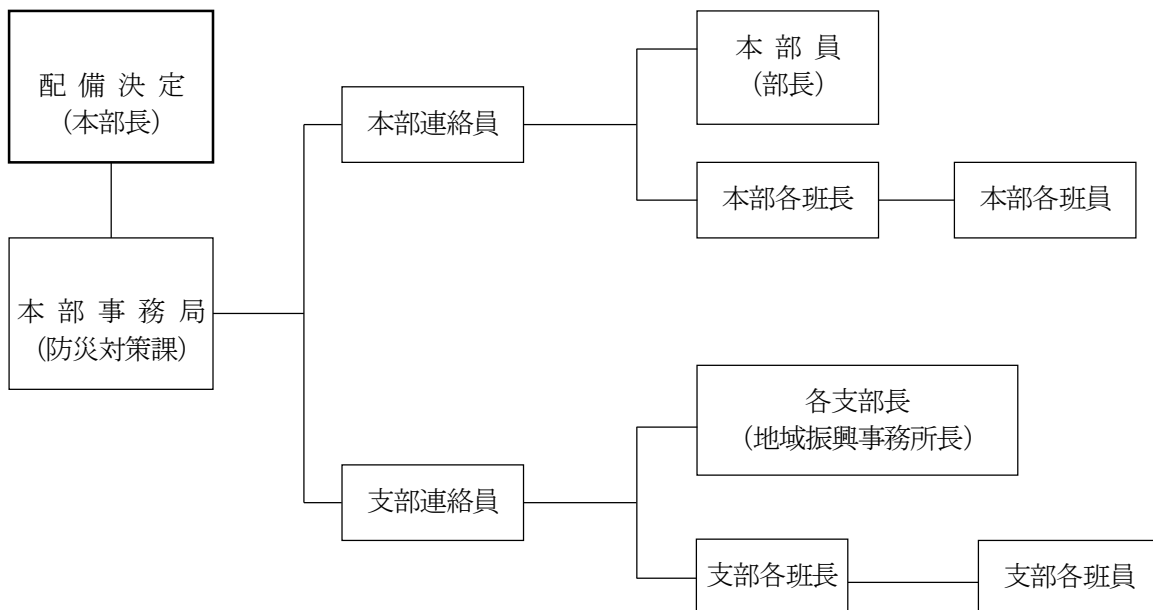 配備決定
(本部長)
本部事務局
(防災対策課)
本部連絡員
本部員
(部長)
本部各班長
本部各班員
支部連絡員
各支部長
(地域振興事務所長)
支部各班長
支部各班員